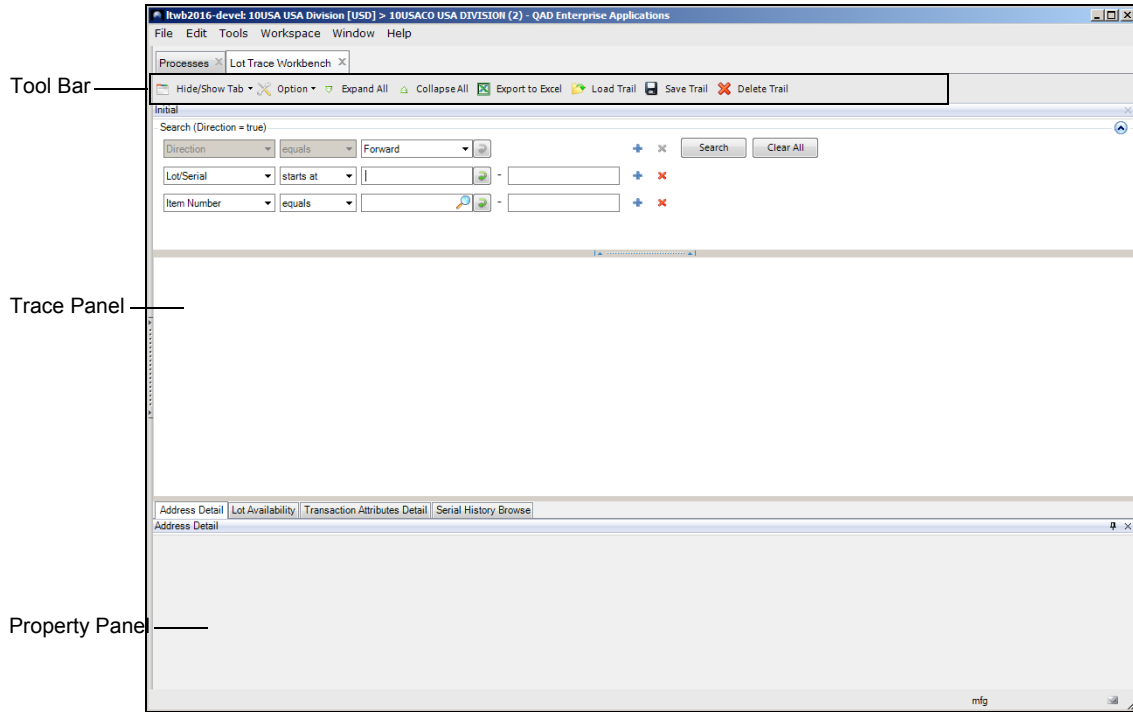 ltwb2016-devel: 10USA USA Division [USD] > 10USACO USA DIVISION (2) - QAD Enterprise Applications
File Edit Tools Workspace Window Help
Processes Lot Trace Workbench
Tool Bar
Hide/Show Tab Option Expand All Collapse All Export to Excel Load Trail Save Trail Delete Trail
Initial
Search (Direction = true)
Direction equals Forward Search Clear All
Lot/Serial starts at -
Item Number equals -
Trace Panel
Address Detail Lot Availability Transaction Attributes Detail Serial History Browse
Address Detail
Property Panel
mfg